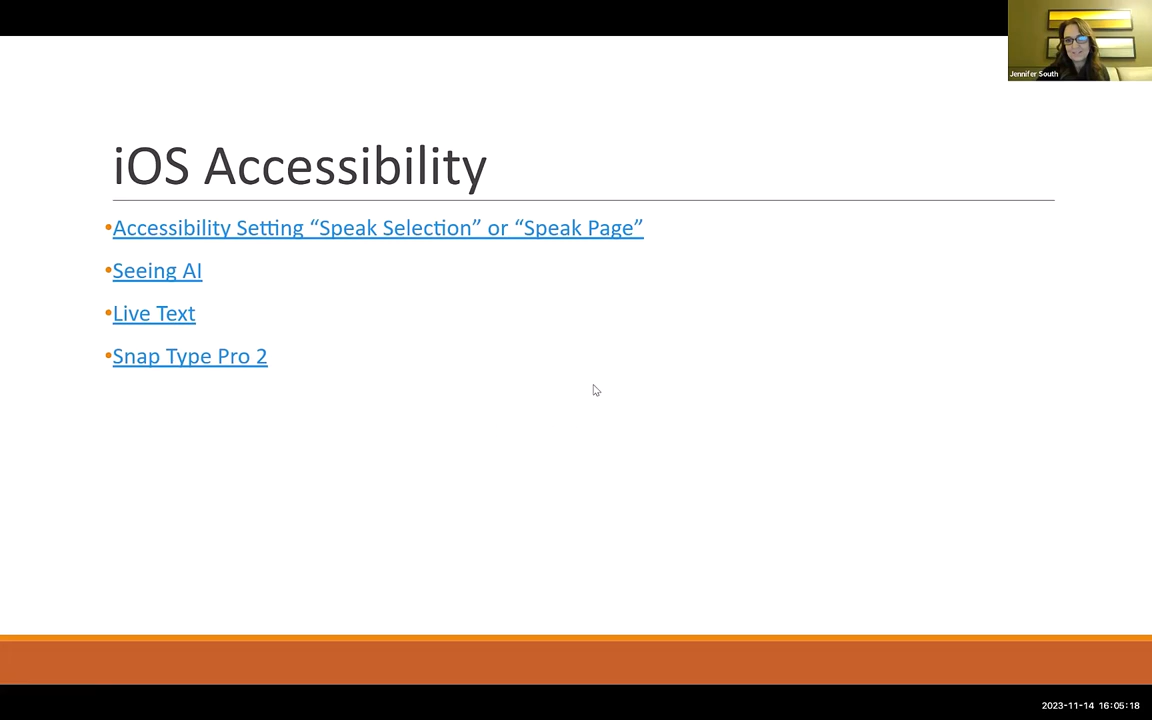 Jennifer South
iOS Accessibility
•Accessibility Setting “Speak Selection” or “Speak Page”
•Seeing AI
•Live Text
•Snap Type Pro 2
2023-11-14 16:05:18